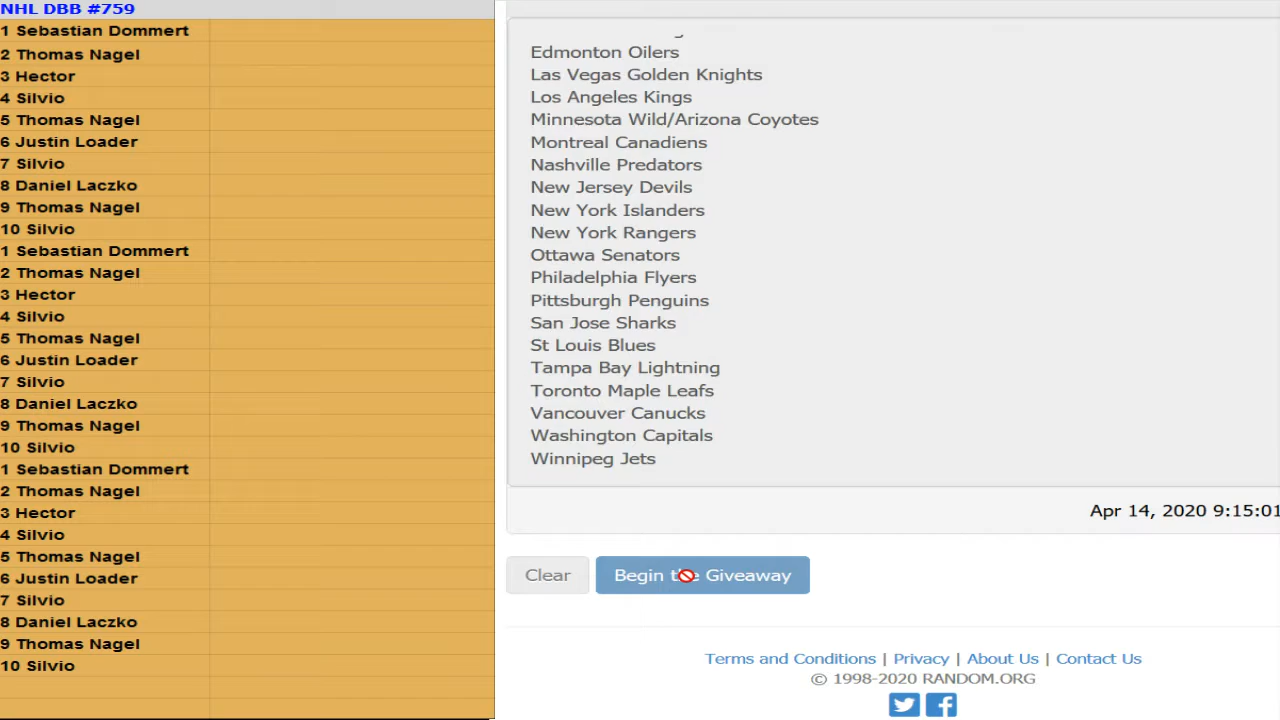 NHL DBB #759
1 Sebastian Dommert
2 Thomas Nagel
3 Hector
4 Silvio
5 Thomas Nagel
6 Justin Loader
7 Silvio
8 Daniel Laczko
9 Thomas Nagel
10 Silvio
1 Sebastian Dommert
2 Thomas Nagel
3 Hector
4 Silvio
5 Thomas Nagel
6 Justin Loader
7 Silvio
8 Daniel Laczko
9 Thomas Nagel
10 Silvio
1 Sebastian Dommert
2 Thomas Nagel
3 Hector
4 Silvio
5 Thomas Nagel
6 Justin Loader
7 Silvio
8 Daniel Laczko
9 Thomas Nagel
10 Silvio
Edmonton Oilers
Las Vegas Golden Knights
Los Angeles Kings
Minnesota Wild/Arizona Coyotes
Montreal Canadiens
Nashville Predators
New Jersey Devils
New York Islanders
New York Rangers
Ottawa Senators
Philadelphia Flyers
Pittsburgh Penguins
San Jose Sharks
St Louis Blues
Tampa Bay Lightning
Toronto Maple Leafs
Vancouver Canucks
Washington Capitals
Winnipeg Jets
Apr 14, 2020 9:15:01
Clear
Begin the Giveaway
Terms and Conditions | Privacy | About Us | Contact Us
© 1998-2020 RANDOM.ORG